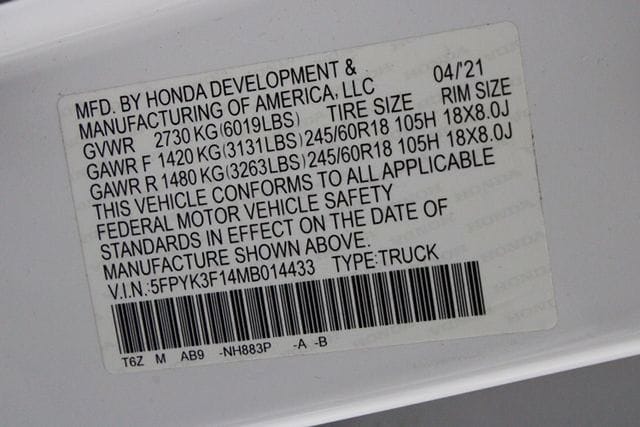 MFD. BY HONDA DEVELOPMENT & 04/'21
MANUFACTURING OF AMERICA, LLC
GVWR 2730 KG (6019LBS) TIRE SIZE RIM SIZE
GAWR F 1420 KG (3131LBS) 245/60R18 105H 18X8.0J
GAWR R 1480 KG (3263LBS) 245/60R18 105H 18X8.0J
THIS VEHICLE CONFORMS TO ALL APPLICABLE
FEDERAL MOTOR VEHICLE SAFETY
STANDARDS IN EFFECT ON THE DATE OF
MANUFACTURE SHOWN ABOVE.
V.I.N.:5FPYK3F14MB014433 TYPE:TRUCK
T6Z M AB9 -NH883P -A -B